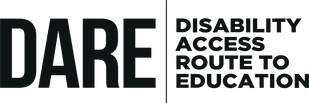 DARE
DISABILITY
ACCESS
ROUTE TO
EDUCATION